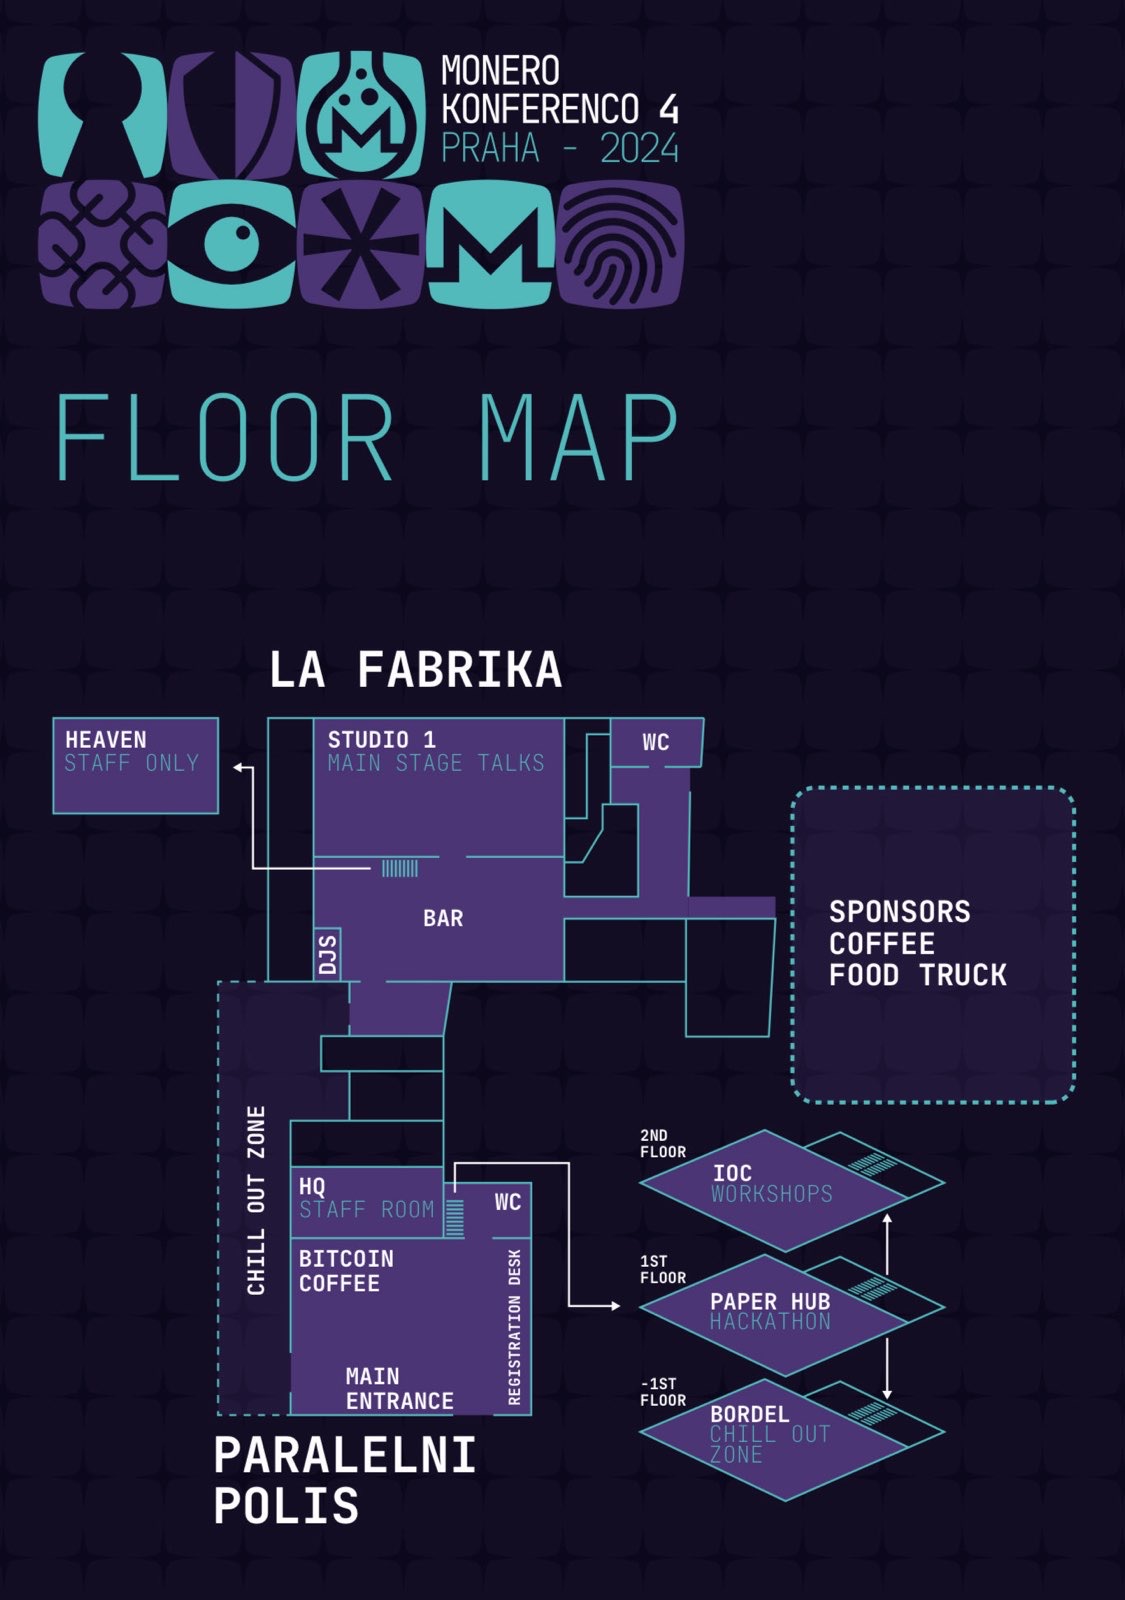 MONERO
KONFERENCO 4
PRAHA - 2024
FLOOR MAP
LA FABRIKA
HEAVEN
STAFF ONLY
STUDIO 1
MAIN STAGE TALKS
WC
BAR
DJS
SPONSORS
COFFEE
FOOD TRUCK
CHILL OUT ZONE
HQ
STAFF ROOM
WC
BITCOIN
COFFEE
REGISTRATION DESK
MAIN
ENTRANCE
2ND
FLOOR
IOC
WORKSHOPS
1ST
FLOOR
PAPER HUB
HACKATHON
-1ST
FLOOR
BORDEL
CHILL OUT
ZONE
PARALELNI
POLIS